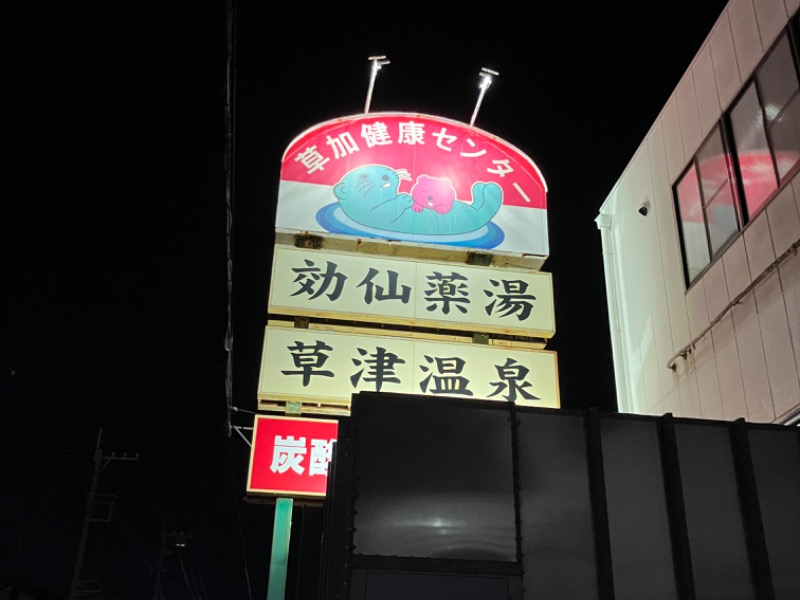 草加健康センター
効仙薬湯
草津温泉
炭酸